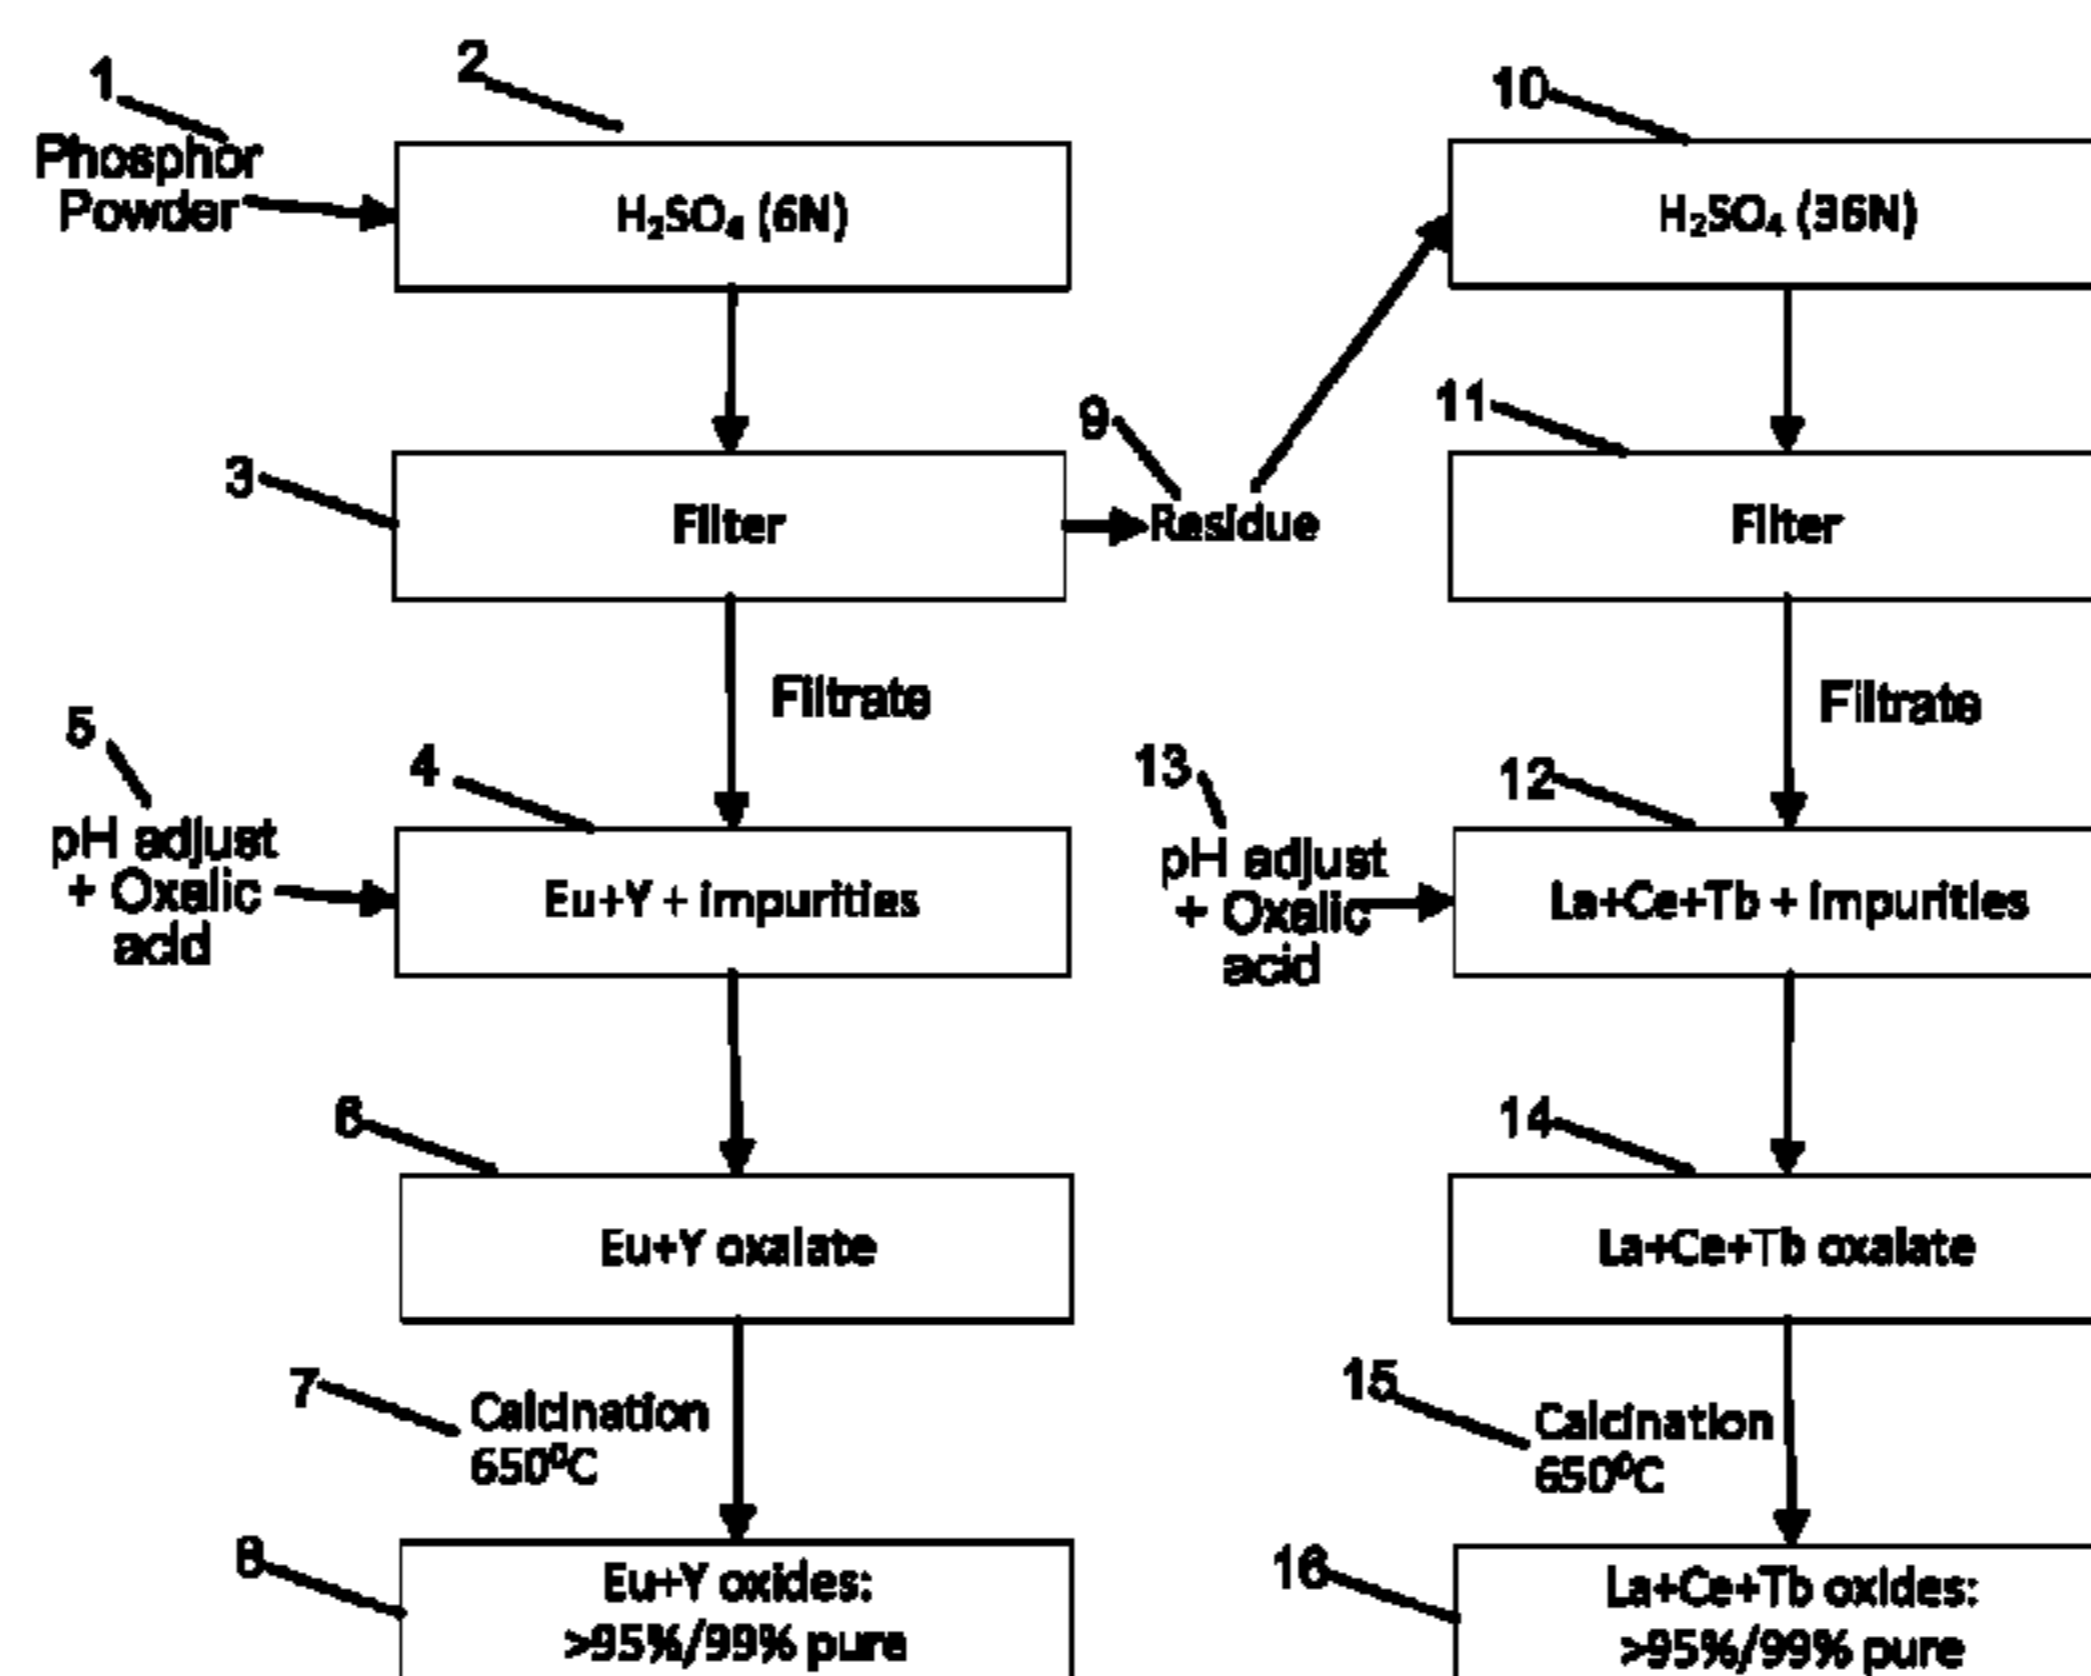 1
Phosphor
Powder
2
H₂SO₄ (6N)
3
Filter
Filtrate
4
5
pH adjust
+ Oxalic
acid
Eu+Y + impurities
6
Eu+Y oxalate
7
Calcination
650⁰C
8
Eu+Y oxides:
>95%/99% pure
9
Residue
10
H₂SO₄ (36N)
11
Filter
Filtrate
12
13
pH adjust
+ Oxalic
acid
La+Ce+Tb + impurities
14
La+Ce+Tb oxalate
15
Calcination
650⁰C
16
La+Ce+Tb oxides:
>95%/99% pure